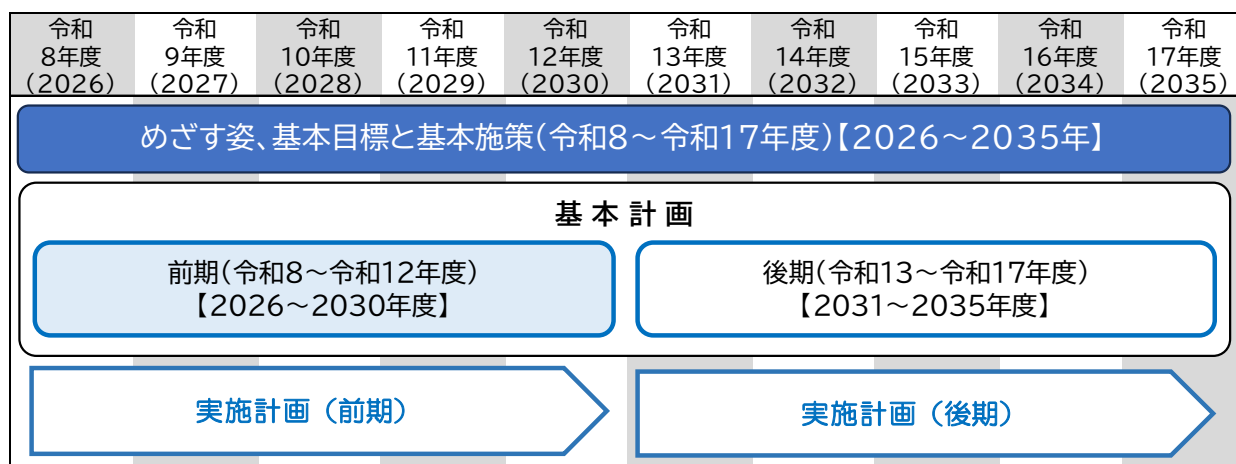 令和
8年度
(2026)
令和
9年度
(2027)
令和
10年度
(2028)
令和
11年度
(2029)
令和
12年度
(2030)
令和
13年度
(2031)
令和
14年度
(2032)
令和
15年度
(2033)
令和
16年度
(2034)
令和
17年度
(2035)
めざす姿、基本目標と基本施策(令和8～令和17年度)【2026～2035年】
基 本 計 画
前期(令和8～令和12年度)
【2026～2030年度】
後期(令和13～令和17年度)
【2031～2035年度】
実施計画（前期）
実施計画（後期）